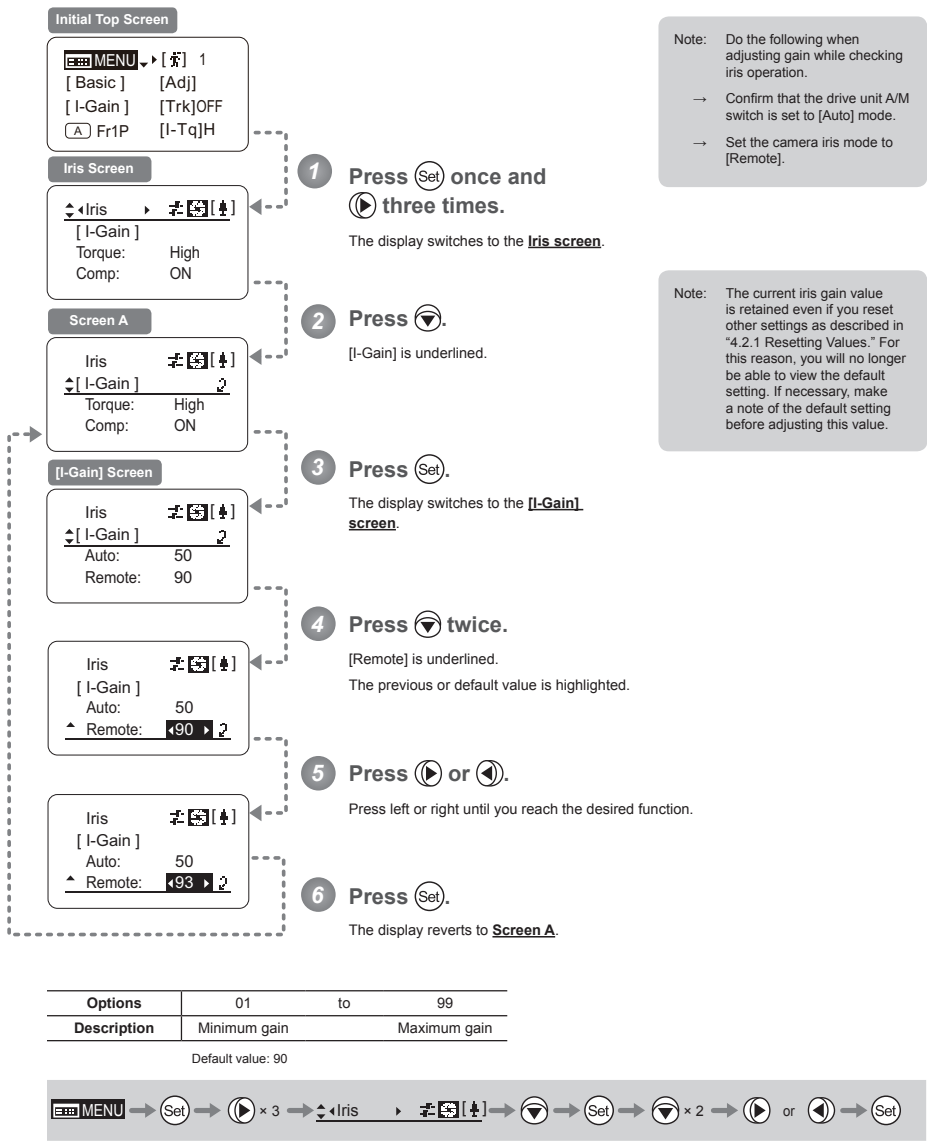 Initial Top Screen
MENU [ ] 1
[ Basic ] [Adj]
[ I-Gain ] [Trk]OFF
A Fr1P [I-Tq]H
Iris Screen
Iris [ ]
[ I-Gain ]
Torque: High
Comp: ON
Screen A
Iris [ ]
[ I-Gain ]
Torque: High
Comp: ON
[I-Gain] Screen
Iris [ ]
[ I-Gain ]
Auto: 50
Remote: 90
Iris [ ]
[ I-Gain ]
Auto: 50
Remote: 90
Iris [ ]
[ I-Gain ]
Auto: 50
Remote: 93
1 Press Set once and
three times.
The display switches to the Iris screen.
2 Press .
[I-Gain] is underlined.
3 Press Set.
The display switches to the [I-Gain]
screen.
4 Press twice.
[Remote] is underlined.
The previous or default value is highlighted.
5 Press or .
Press left or right until you reach the desired function.
6 Press Set.
The display reverts to Screen A.
Note: Do the following when
adjusting gain while checking
iris operation.
→ Confirm that the drive unit A/M
switch is set to [Auto] mode.
→ Set the camera iris mode to
[Remote].
Note: The current iris gain value
is retained even if you reset
other settings as described in
“4.2.1 Resetting Values.” For
this reason, you will no longer
be able to view the default
setting. If necessary, make
a note of the default setting
before adjusting this value.
Options 01 to 99
Description Minimum gain Maximum gain
Default value: 90
MENU Set × 3 Iris [ ] Set × 2 or Set